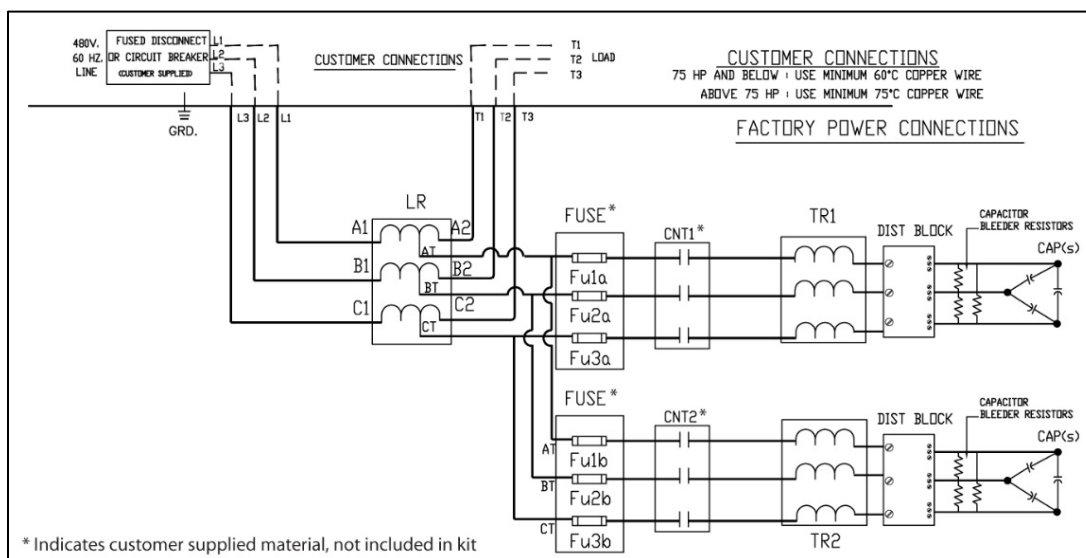 480V.
60 HZ.
LINE
FUSED DISCONNECT
OR CIRCUIT BREAKER
(CUSTOMER SUPPLIED)
L1
L2
L3
GRD.
CUSTOMER CONNECTIONS
T1
T2 LOAD
T3
CUSTOMER CONNECTIONS
75 HP AND BELOW : USE MINIMUM 60°C COPPER WIRE
ABOVE 75 HP : USE MINIMUM 75°C COPPER WIRE
L3 L2 L1
T1 T2 T3
FACTORY POWER CONNECTIONS
LR
A1 A2
AT
B1 B2
BT
C1 C2
CT
FUSE*
Fu1a
Fu2a
Fu3a
CNT1*
TR1
DIST BLOCK
CAPACITOR
BLEEDER RESISTORS
CAP(s)
FUSE*
AT
Fu1b
BT
Fu2b
CT
Fu3b
CNT2*
TR2
DIST BLOCK
CAPACITOR
BLEEDER RESISTORS
CAP(s)
* Indicates customer supplied material, not included in kit